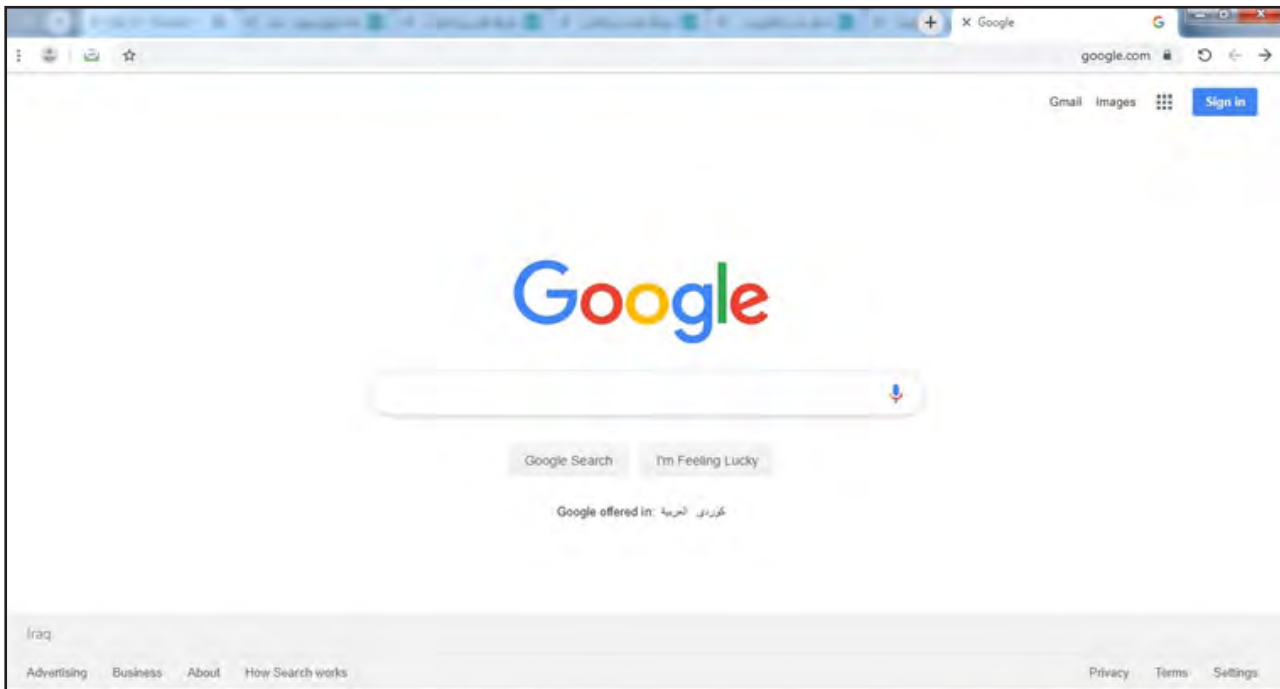 Google
google.com
Gmail Images Sign in
Google
Google Search I'm Feeling Lucky
Google offered in: العربية كوردی
Iraq
Advertising Business About How Search works Privacy Terms Settings